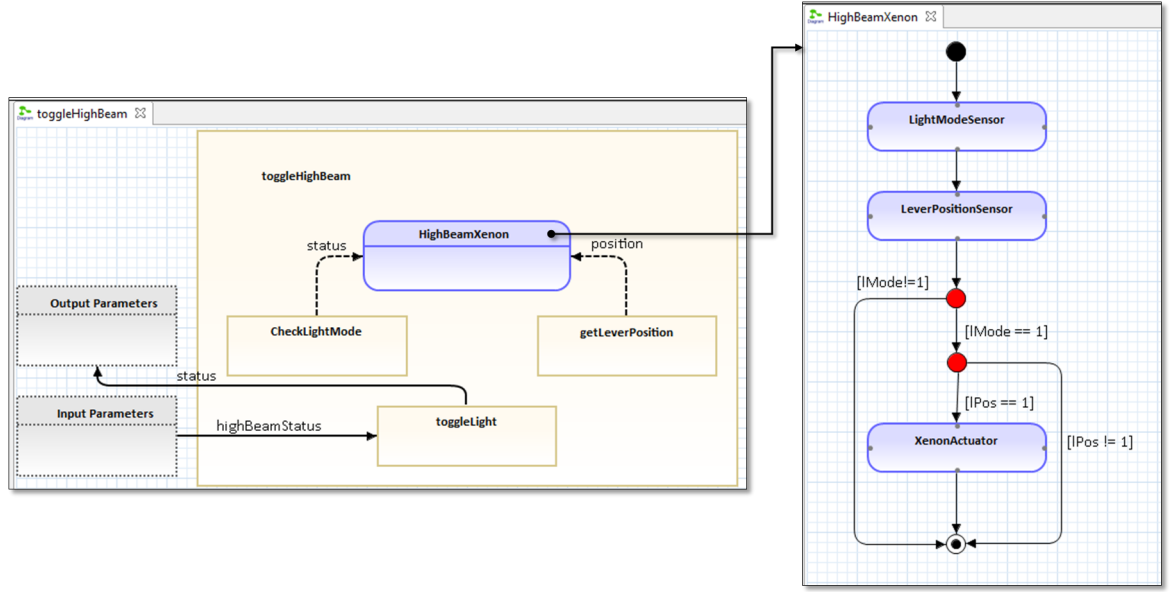 toggleHighBeam
toggleHighBeam
HighBeamXenon
status
position
Output Parameters
CheckLightMode
getLeverPosition
status
Input Parameters
highBeamStatus
toggleLight
HighBeamXenon
LightModeSensor
LeverPositionSensor
[lMode!=1]
[lMode == 1]
[lPos == 1]
XenonActuator
[lPos != 1]